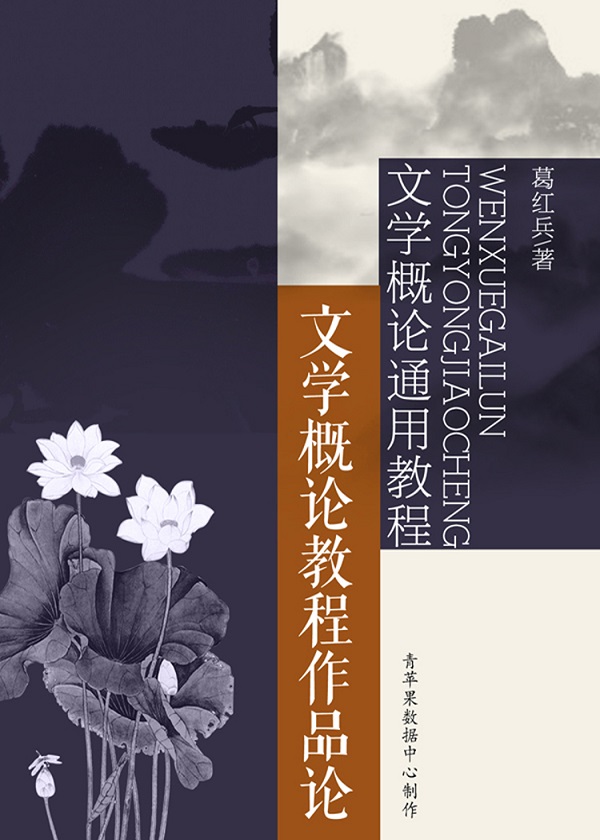 葛红兵/著
WENXUEGAILUN
TONGYONGJIAOCHENG
文学概论通用教程
文学概论教程作品论
青苹果数据中心制作